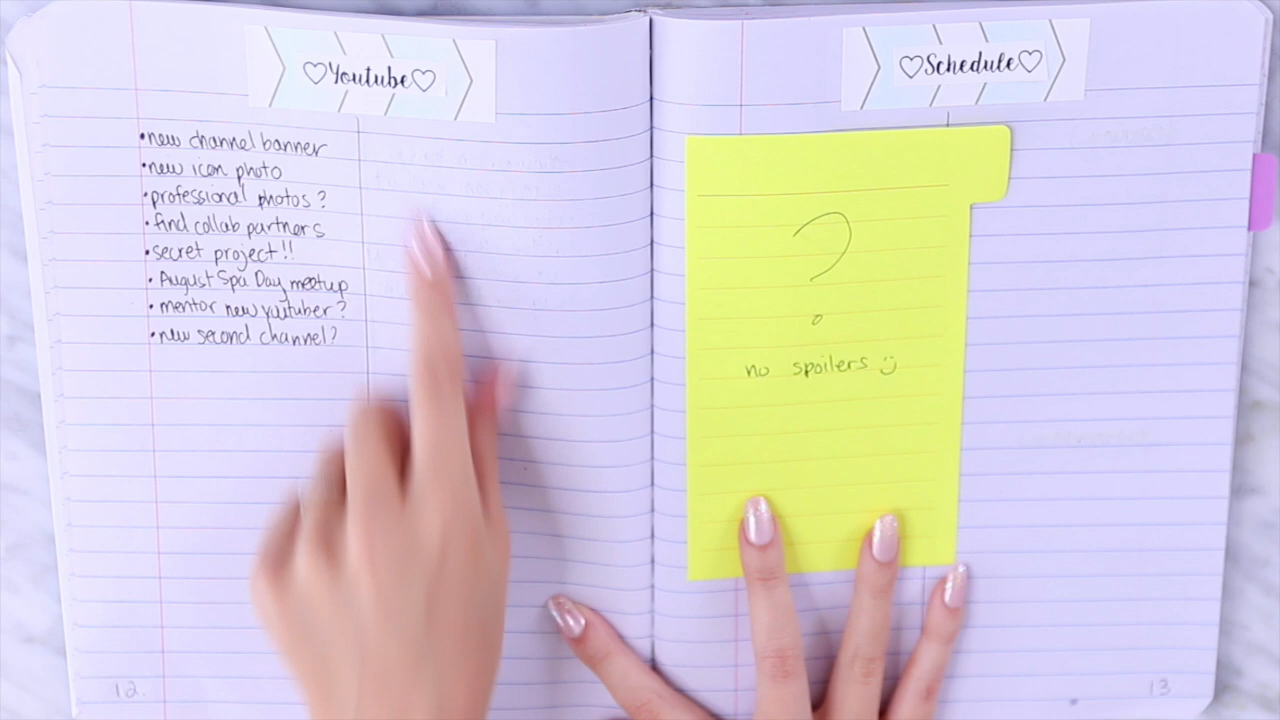 ♡Youtube♡
•new channel banner
•new icon photo
•professional photos?
•find collab partners
•secret project!!
• August Spa Day meetup
• mentor new youtuber?
•new second channel?
12.
♡Schedule♡
?
no spoilers :)
13